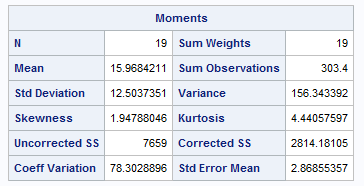 Moments
N 19 Sum Weights 19
Mean 15.9684211 Sum Observations 303.4
Std Deviation 12.5037351 Variance 156.343392
Skewness 1.94788046 Kurtosis 4.44057597
Uncorrected SS 7659 Corrected SS 2814.18105
Coeff Variation 78.3028896 Std Error Mean 2.86855357